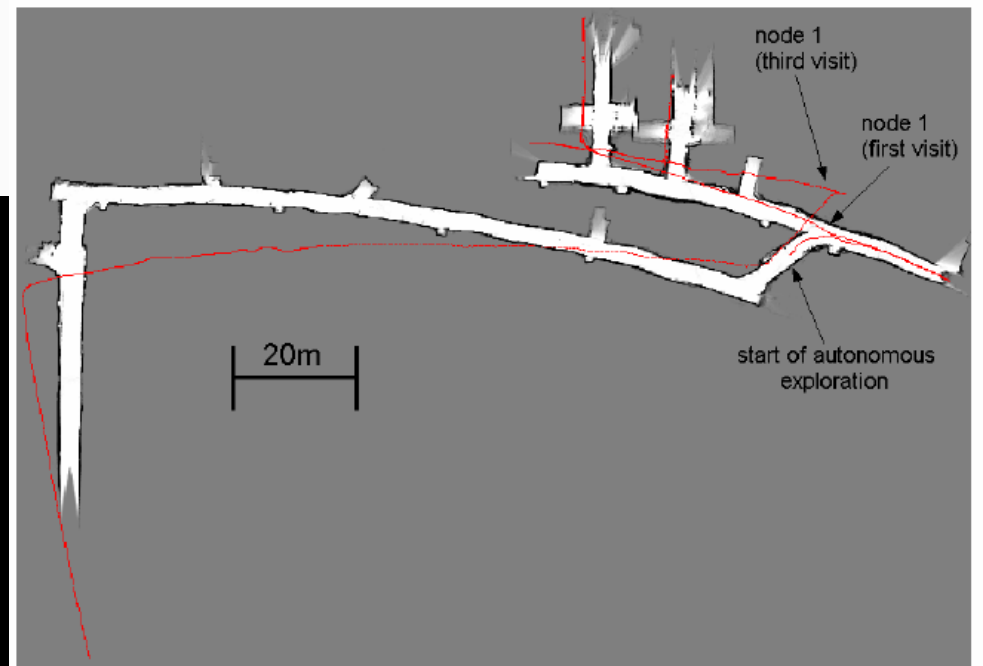 node 1
(third visit)
node 1
(first visit)
20m
start of autonomous
exploration